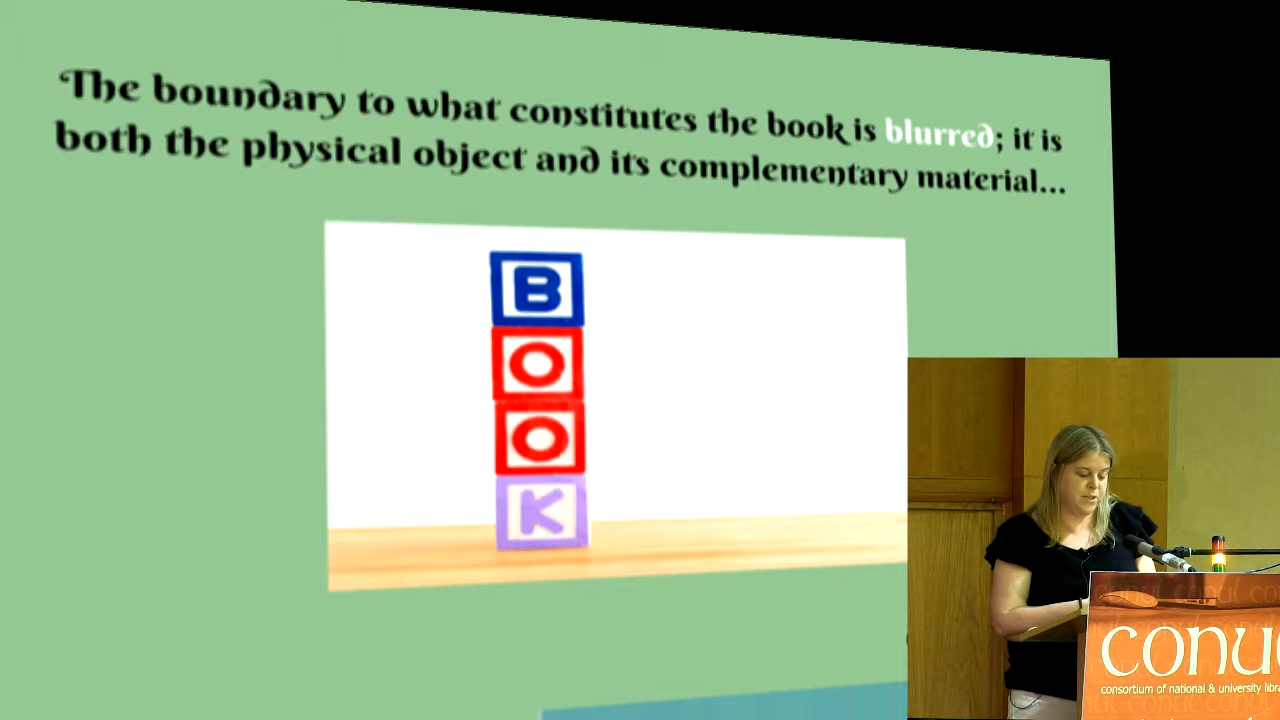 The boundary to what constitutes the book is blurred; it is
both the physical object and its complementary material...
B
O
O
K
conu
consortium of national & university libra